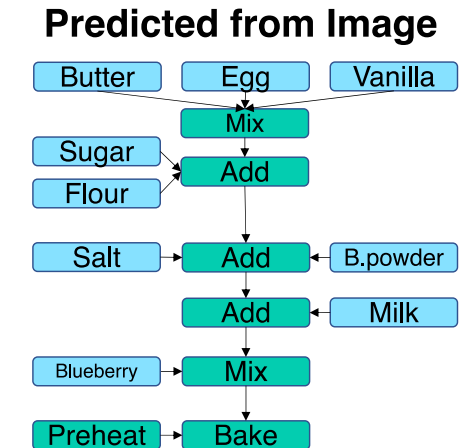 Predicted from Image
Butter
Egg
Vanilla
Mix
Sugar
Add
Flour
Salt
Add
B.powder
Add
Milk
Blueberry
Mix
Preheat
Bake